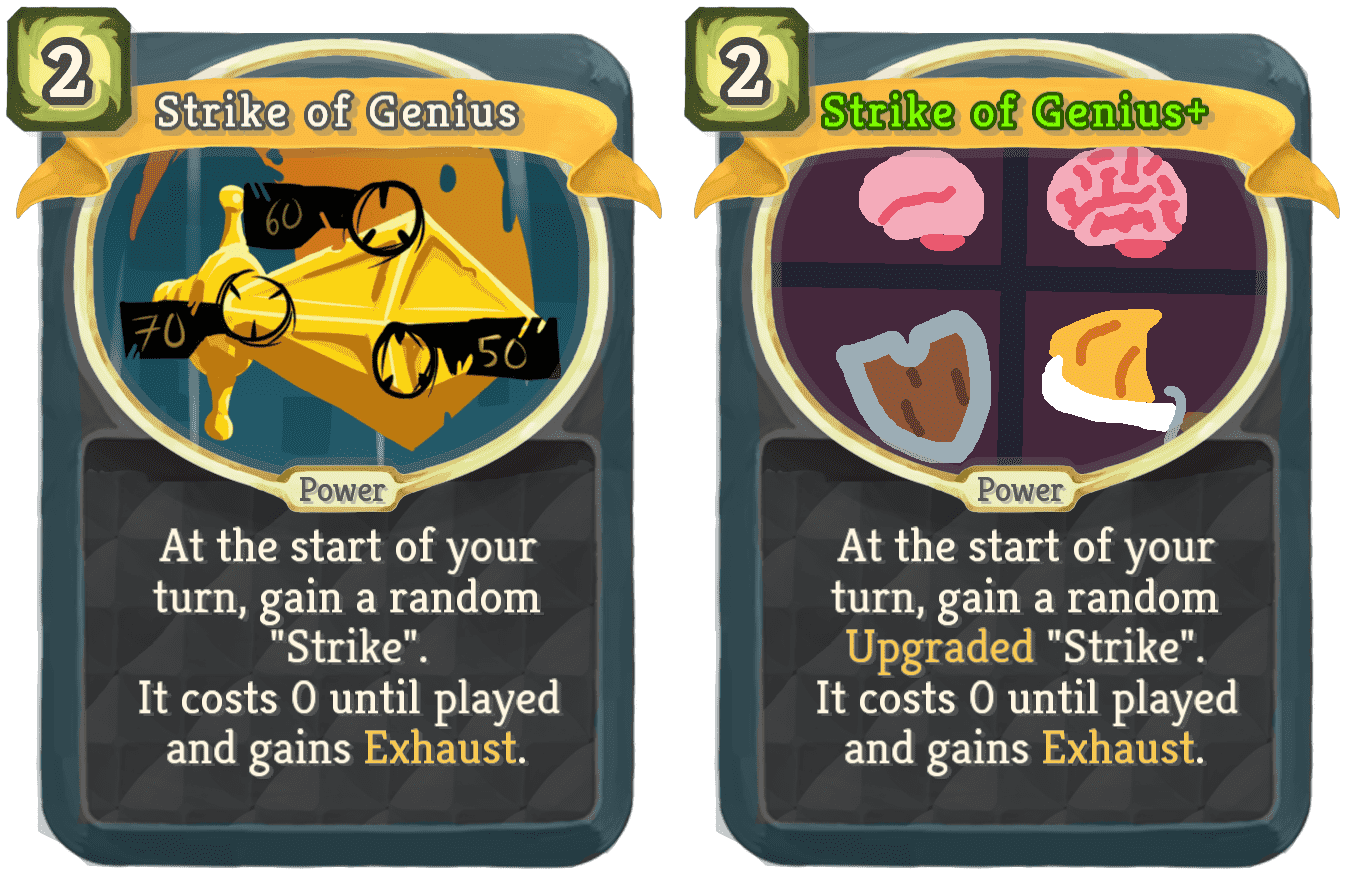 2
Strike of Genius
60
70
50
Power
At the start of your
turn, gain a random
"Strike".
It costs 0 until played
and gains Exhaust.
2
Strike of Genius+
Power
At the start of your
turn, gain a random
Upgraded "Strike".
It costs 0 until played
and gains Exhaust.